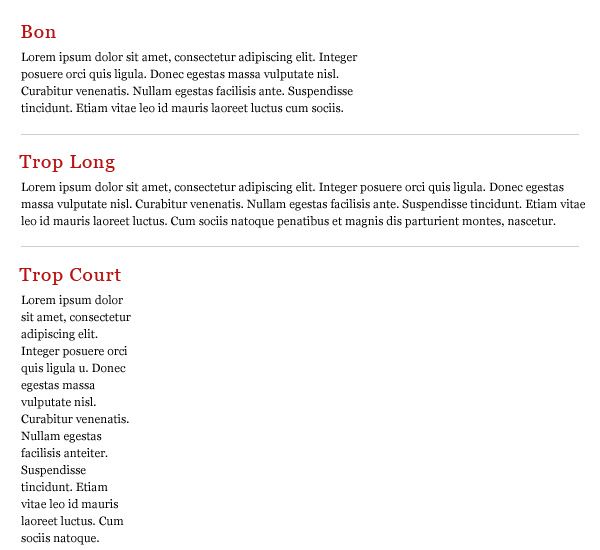 Bon
Lorem ipsum dolor sit amet, consectetur adipiscing elit. Integer
posuere orci quis ligula. Donec egestas massa vulputate nisl.
Curabitur venenatis. Nullam egestas facilisis ante. Suspendisse
tincidunt. Etiam vitae leo id mauris laoreet luctus cum sociis.
Trop Long
Lorem ipsum dolor sit amet, consectetur adipiscing elit. Integer posuere orci quis ligula. Donec egestas
massa vulputate nisl. Curabitur venenatis. Nullam egestas facilisis ante. Suspendisse tincidunt. Etiam vitae
leo id mauris laoreet luctus. Cum sociis natoque penatibus et magnis dis parturient montes, nascetur.
Trop Court
Lorem ipsum dolor
sit amet, consectetur
adipiscing elit.
Integer posuere orci
quis ligula u. Donec
egestas massa
vulputate nisl.
Curabitur venenatis.
Nullam egestas
facilisis anteiter.
Suspendisse
tincidunt. Etiam
vitae leo id mauris
laoreet luctus. Cum
sociis natoque.